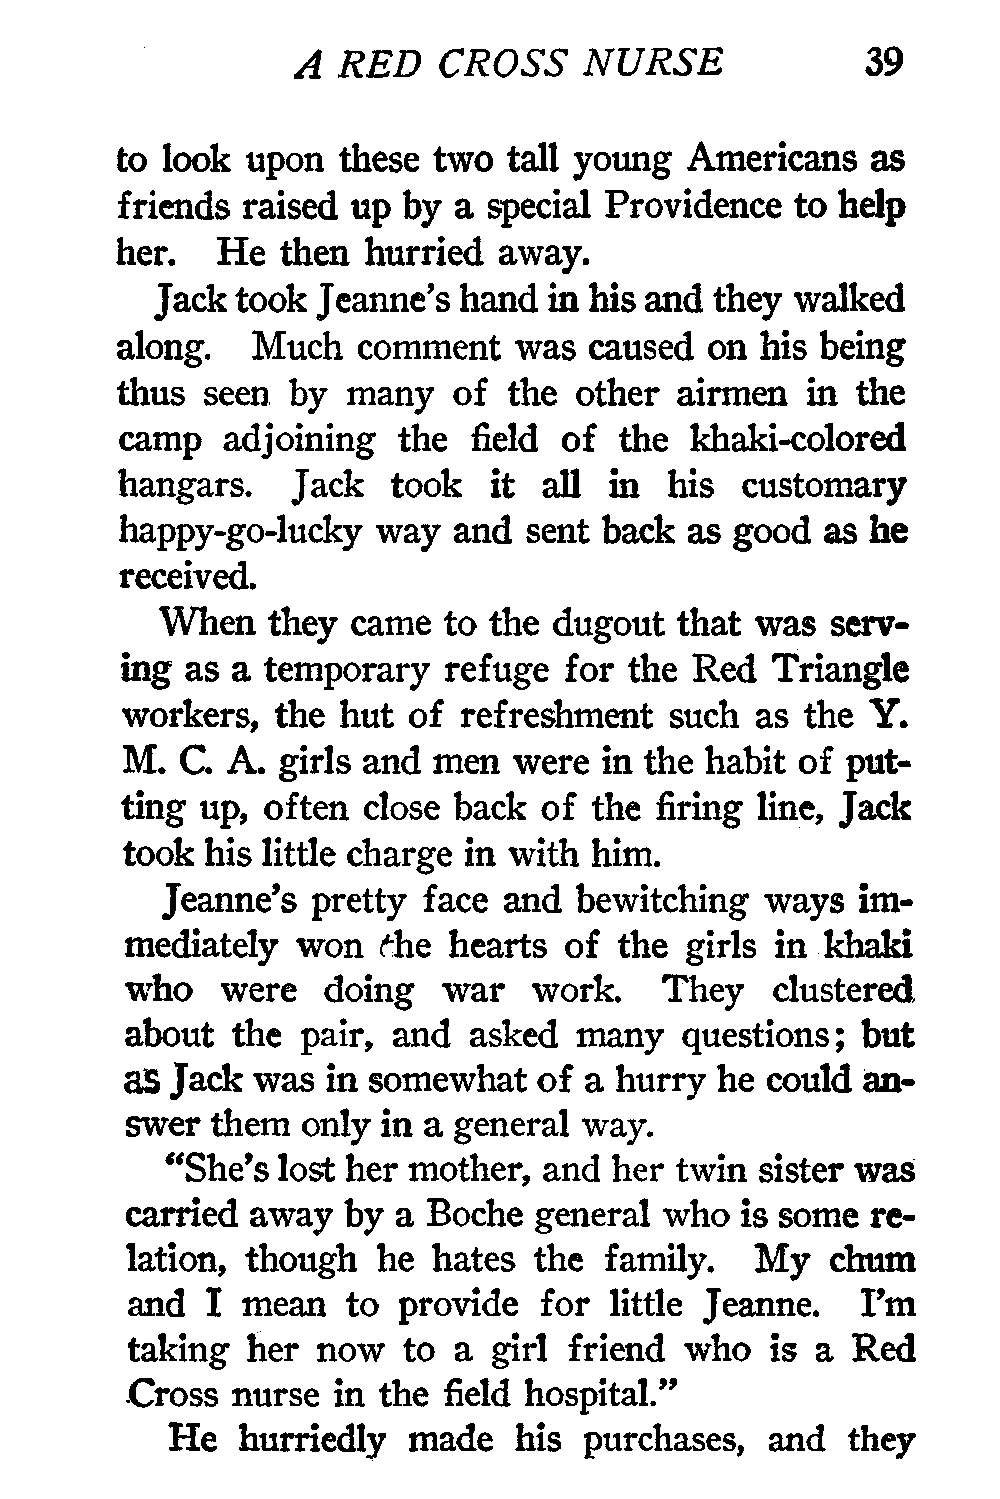 A RED CROSS NURSE 39
to look upon these two tall young Americans as
friends raised up by a special Providence to help
her. He then hurried away.
Jack took Jeanne's hand in his and they walked
along. Much comment was caused on his being
thus seen by many of the other airmen in the
camp adjoining the field of the khaki-colored
hangars. Jack took it all in his customary
happy-go-lucky way and sent back as good as he
received.
When they came to the dugout that was serv-
ing as a temporary refuge for the Red Triangle
workers, the hut of refreshment such as the Y.
M. C. A. girls and men were in the habit of put-
ting up, often close back of the firing line, Jack
took his little charge in with him.
Jeanne's pretty face and bewitching ways im-
mediately won the hearts of the girls in khaki
who were doing war work. They clustered
about the pair, and asked many questions; but
as Jack was in somewhat of a hurry he could an-
swer them only in a general way.
"She's lost her mother, and her twin sister was
carried away by a Boche general who is some re-
lation, though he hates the family. My chum
and I mean to provide for little Jeanne. I'm
taking her now to a girl friend who is a Red
Cross nurse in the field hospital."
He hurriedly made his purchases, and they